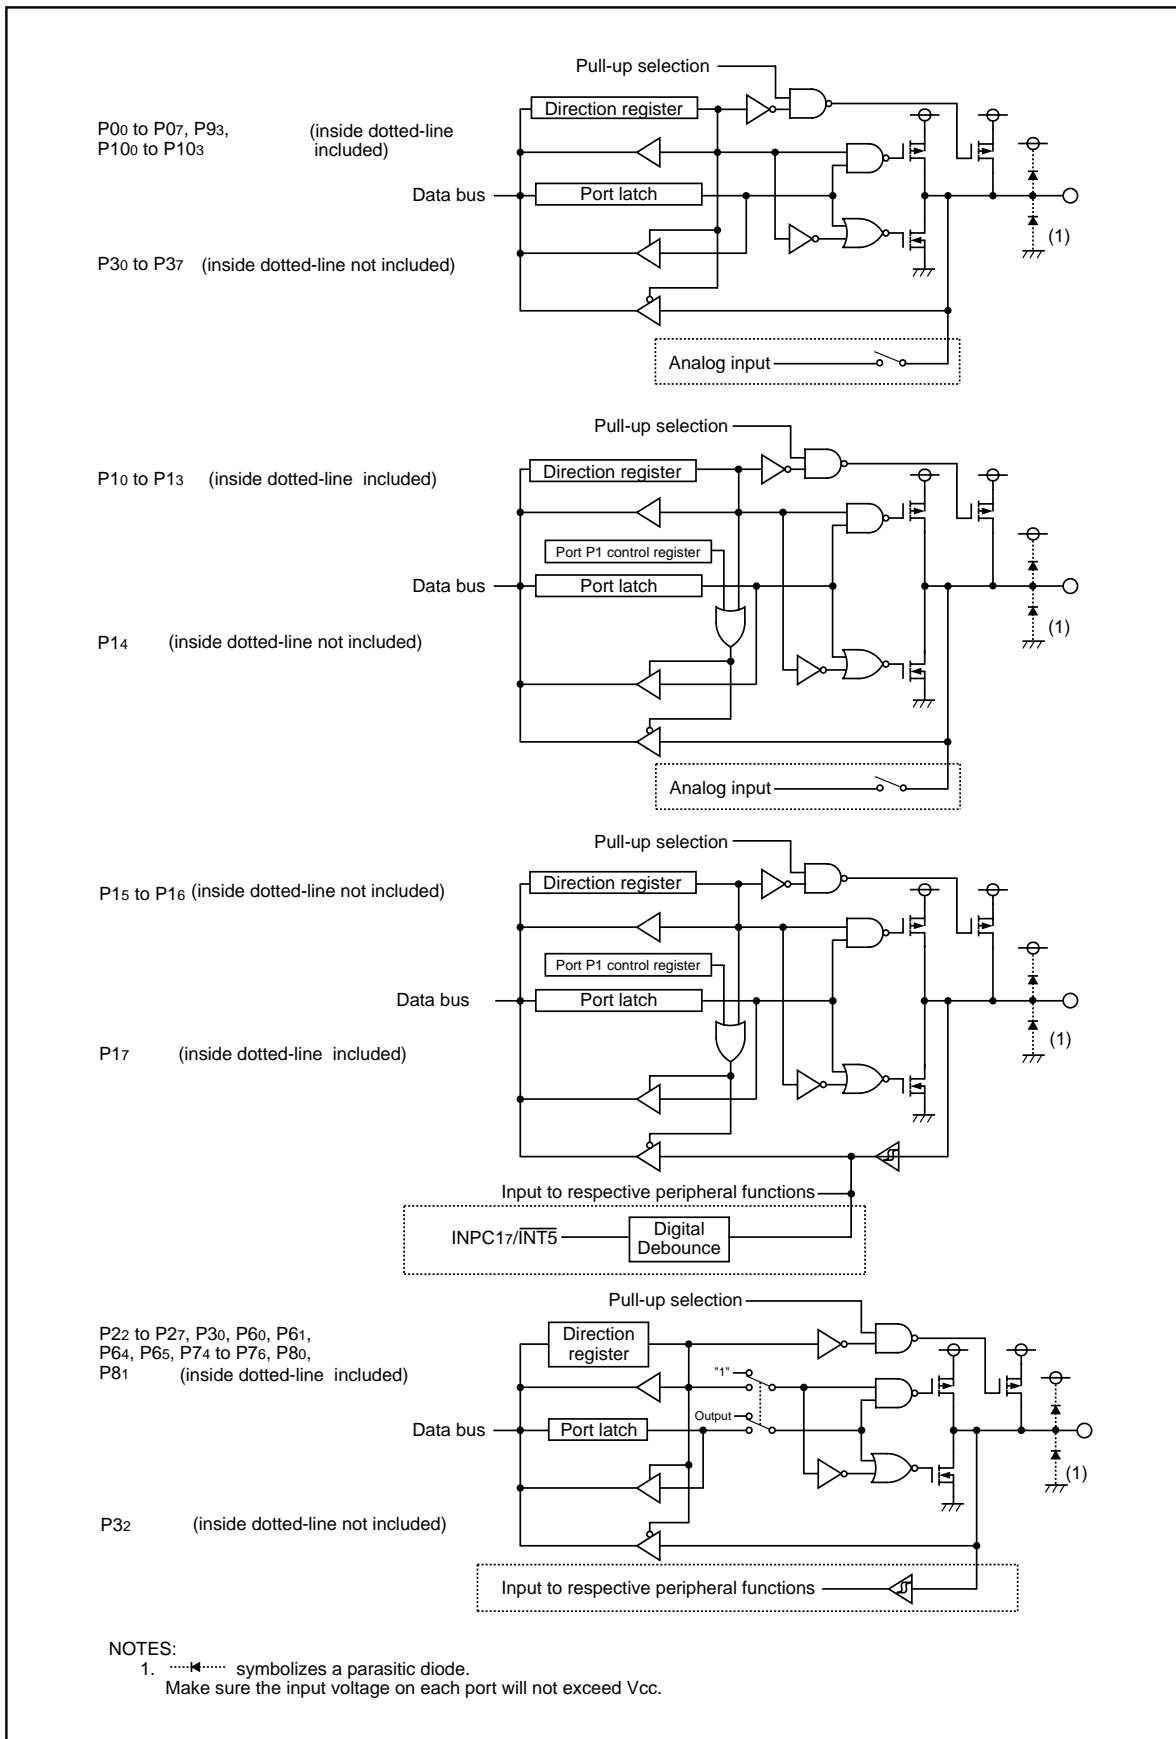 Pull-up selection
Direction register
P00 to P07, P93,
P100 to P103
(inside dotted-line
included)
Data bus
Port latch
(1)
P30 to P37 (inside dotted-line not included)
Analog input
Pull-up selection
Direction register
P10 to P13 (inside dotted-line included)
Port P1 control register
Data bus
Port latch
(1)
P14 (inside dotted-line not included)
Analog input
Pull-up selection
Direction register
P15 to P16 (inside dotted-line not included)
Port P1 control register
Data bus
Port latch
(1)
P17 (inside dotted-line included)
Input to respective peripheral functions
INPC17/INT5
Digital
Debounce
Pull-up selection
P22 to P27, P30, P60, P61,
P64, P65, P74 to P76, P80,
P81 (inside dotted-line included)
Direction
register
"1"
Output
Data bus
Port latch
(1)
P32 (inside dotted-line not included)
Input to respective peripheral functions
NOTES:
1. symbolizes a parasitic diode.
Make sure the input voltage on each port will not exceed Vcc.